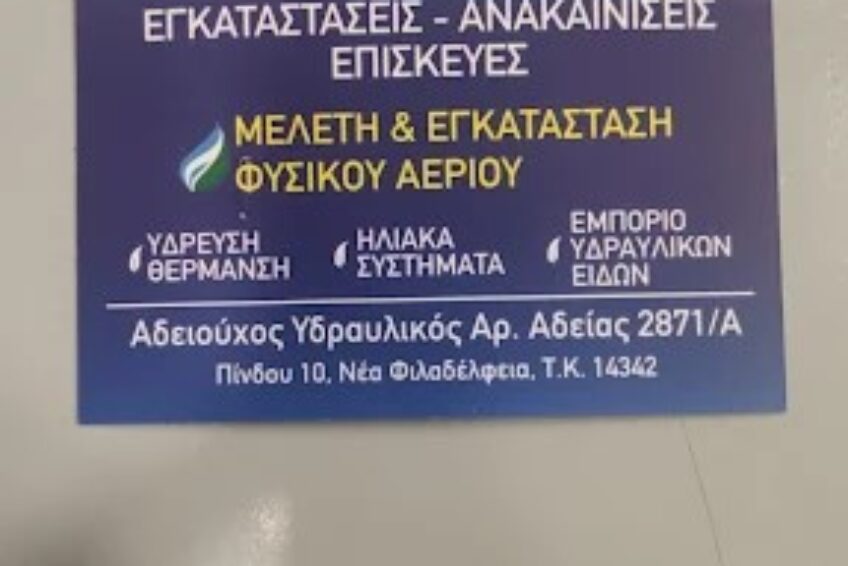 ΕΓΚΑΤΑΣΤΑΣΕΙΣ - ΑΝΑΚΑΙΝΙΣΕΙΣ
ΕΠΙΣΚΕΥΕΣ
ΜΕΛΕΤΗ & ΕΓΚΑΤΑΣΤΑΣΗ
ΦΥΣΙΚΟΥ ΑΕΡΙΟΥ
ΥΔΡΕΥΣΗ
ΘΕΡΜΑΝΣΗ
ΗΛΙΑΚΑ
ΣΥΣΤΗΜΑΤΑ
ΕΜΠΟΡΙΟ
ΥΔΡΑΥΛΙΚΩΝ
ΕΙΔΩΝ
Αδειούχος Υδραυλικός Αρ. Αδείας 2871/Α
Πίνδου 10, Νέα Φιλαδέλφεια, Τ.Κ. 14342